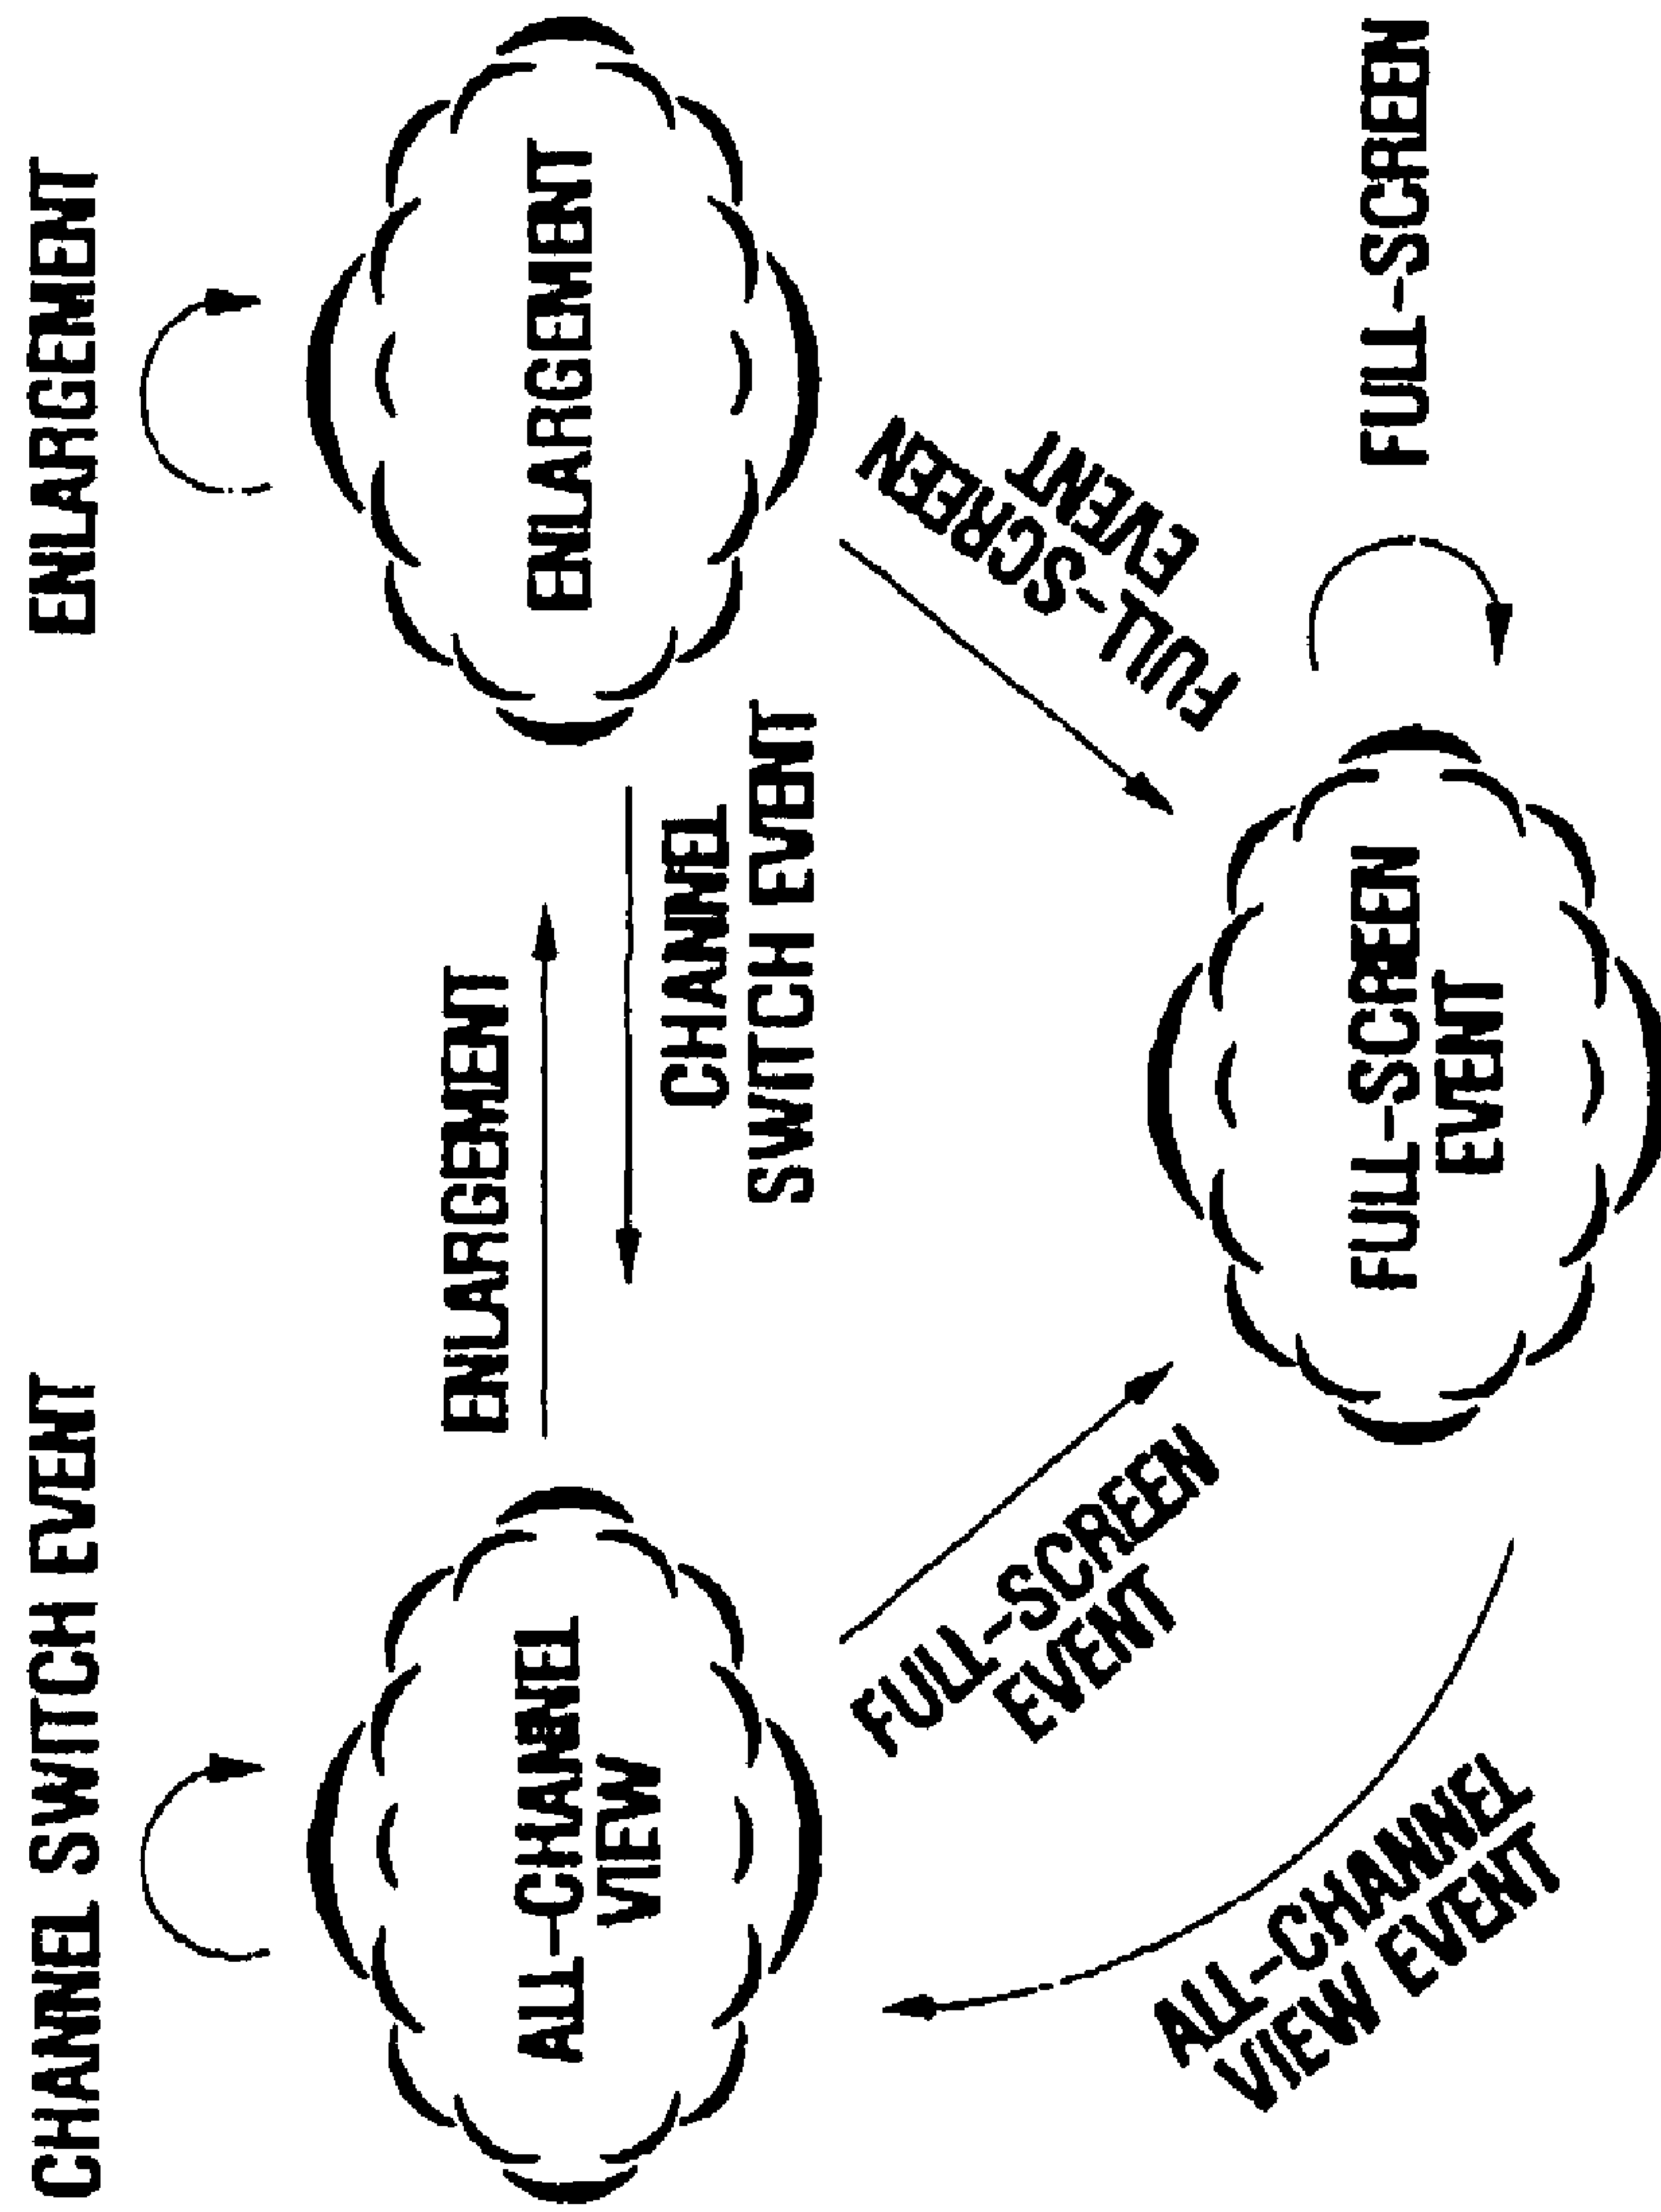 CHANNEL SWITCH EVENT
ENLARGEMENT
ENLARGEMENT
ALL-CHANNEL
VIEW
ENLARGEMENT
CHANNEL
SWITCH EVENT
FULL-SCREEN
EVENT
FULL-SCREEN
EVENT
ALL-CHANNEL
VIEW EVENT
FULL-SCREEN
EVENT
FULL-SCREEN